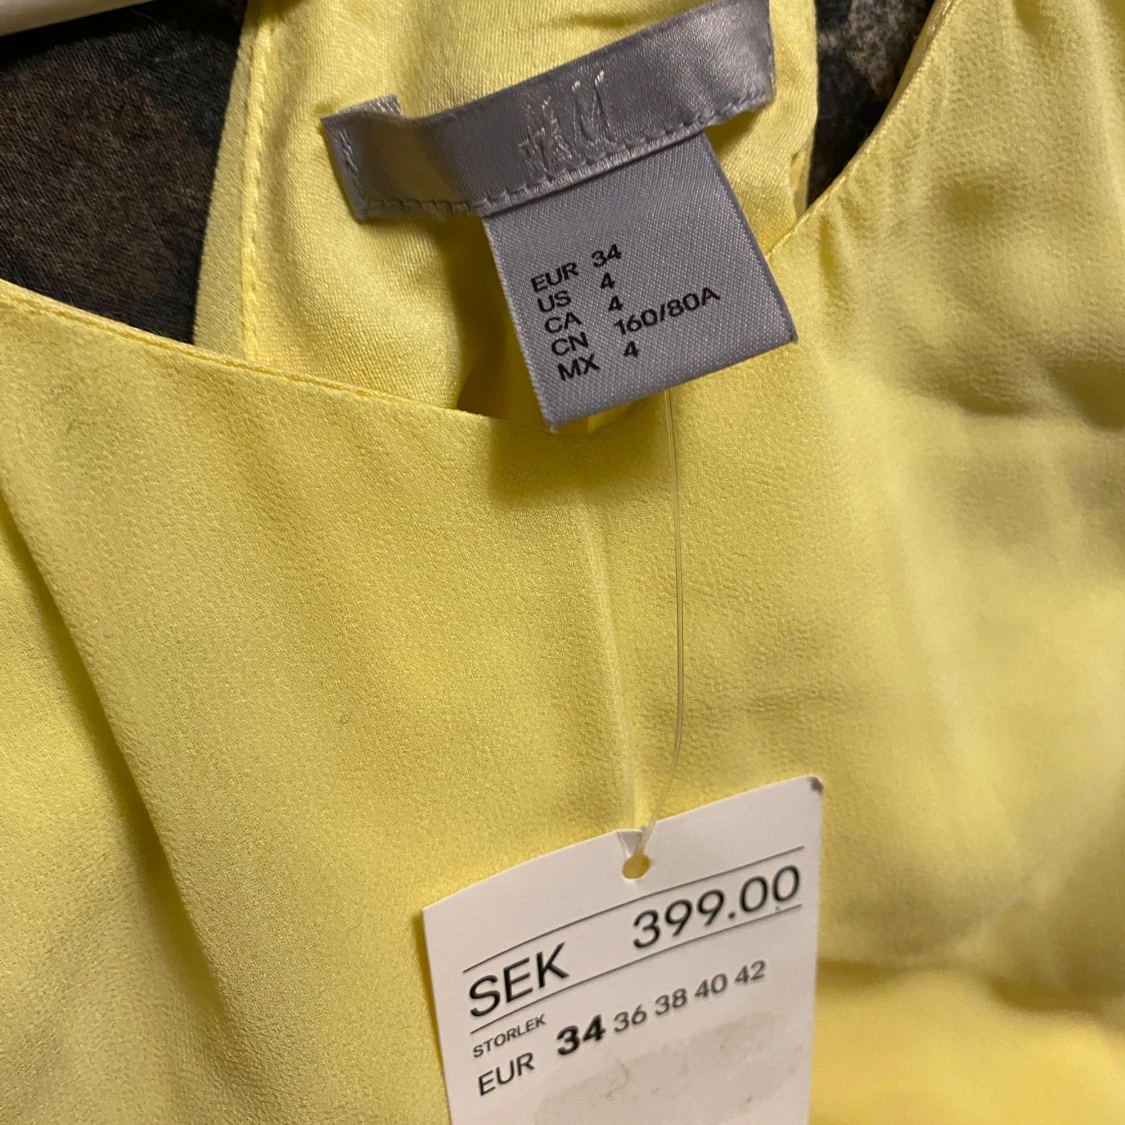 H&M
EUR 34
US 4
CA 4
CN 160/80A
MX 4
SEK 399.00
STORLEK
EUR 34 36 38 40 42